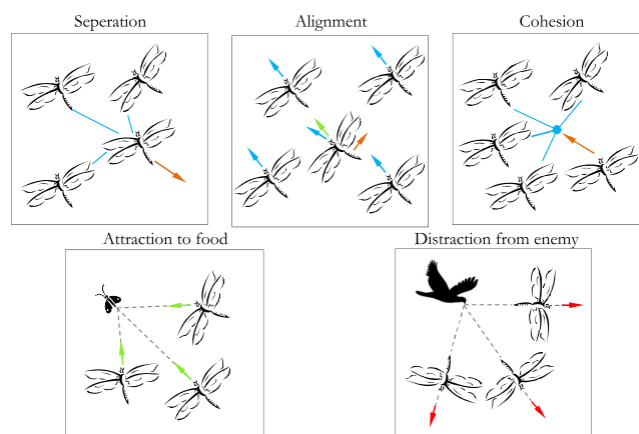 Seperation
Alignment
Cohesion
Attraction to food
Distraction from enemy